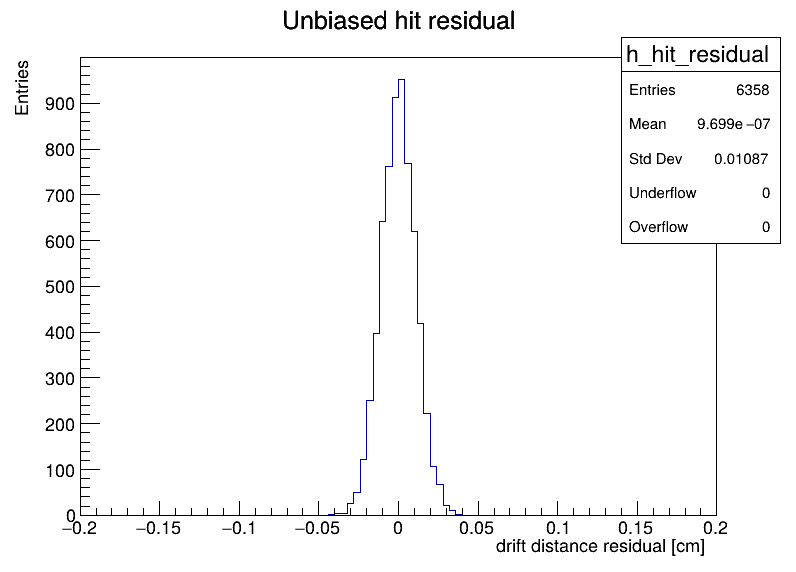 Unbiased hit residual
h_hit_residual
Entries 6358
Mean 9.699e−07
Std Dev 0.01087
Underflow 0
Overflow 0
Entries
900
800
700
600
500
400
300
200
100
0
−0.2 −0.15 −0.1 −0.05 0 0.05 0.1 0.15 0.2
drift distance residual [cm]